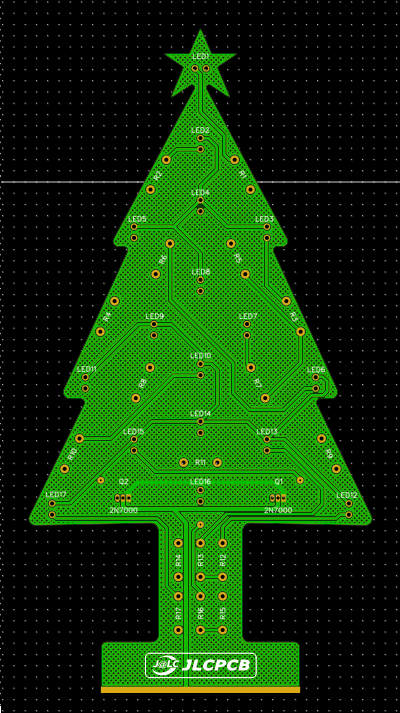 LED1
LED2
R2
R1
LED4
LED5
LED3
R6
R5
LED8
R4
LED9
LED7
R3
LED10
LED11
LED6
R8
R7
LED14
LED15
LED13
R10
R11
R9
Q2
LED16
Q1
LED17
LED12
2N7000
2N7000
R14
R13
R12
R17
R16
R15
J@LC JLCPCB